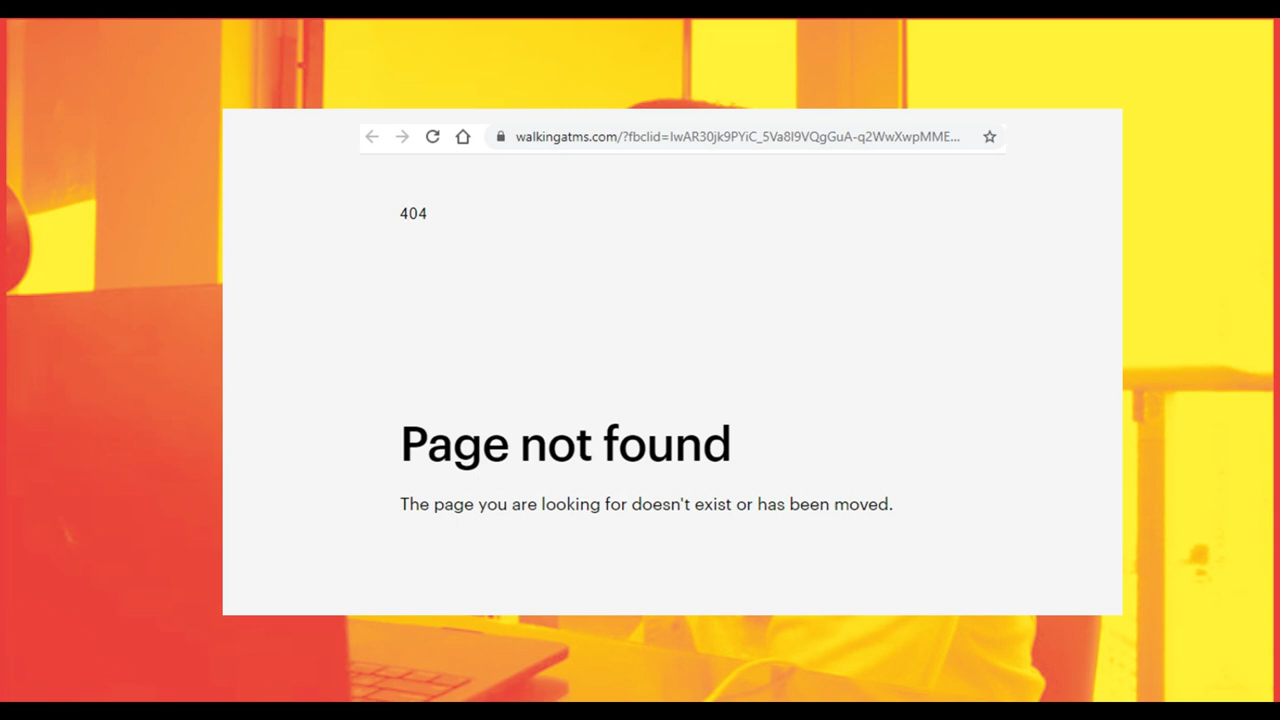 walkingatms.com/?fbclid=IwAR30jk9PYiC_5Va8I9VQgGuA-q2WwXwpMME...
404
Page not found
The page you are looking for doesn't exist or has been moved.